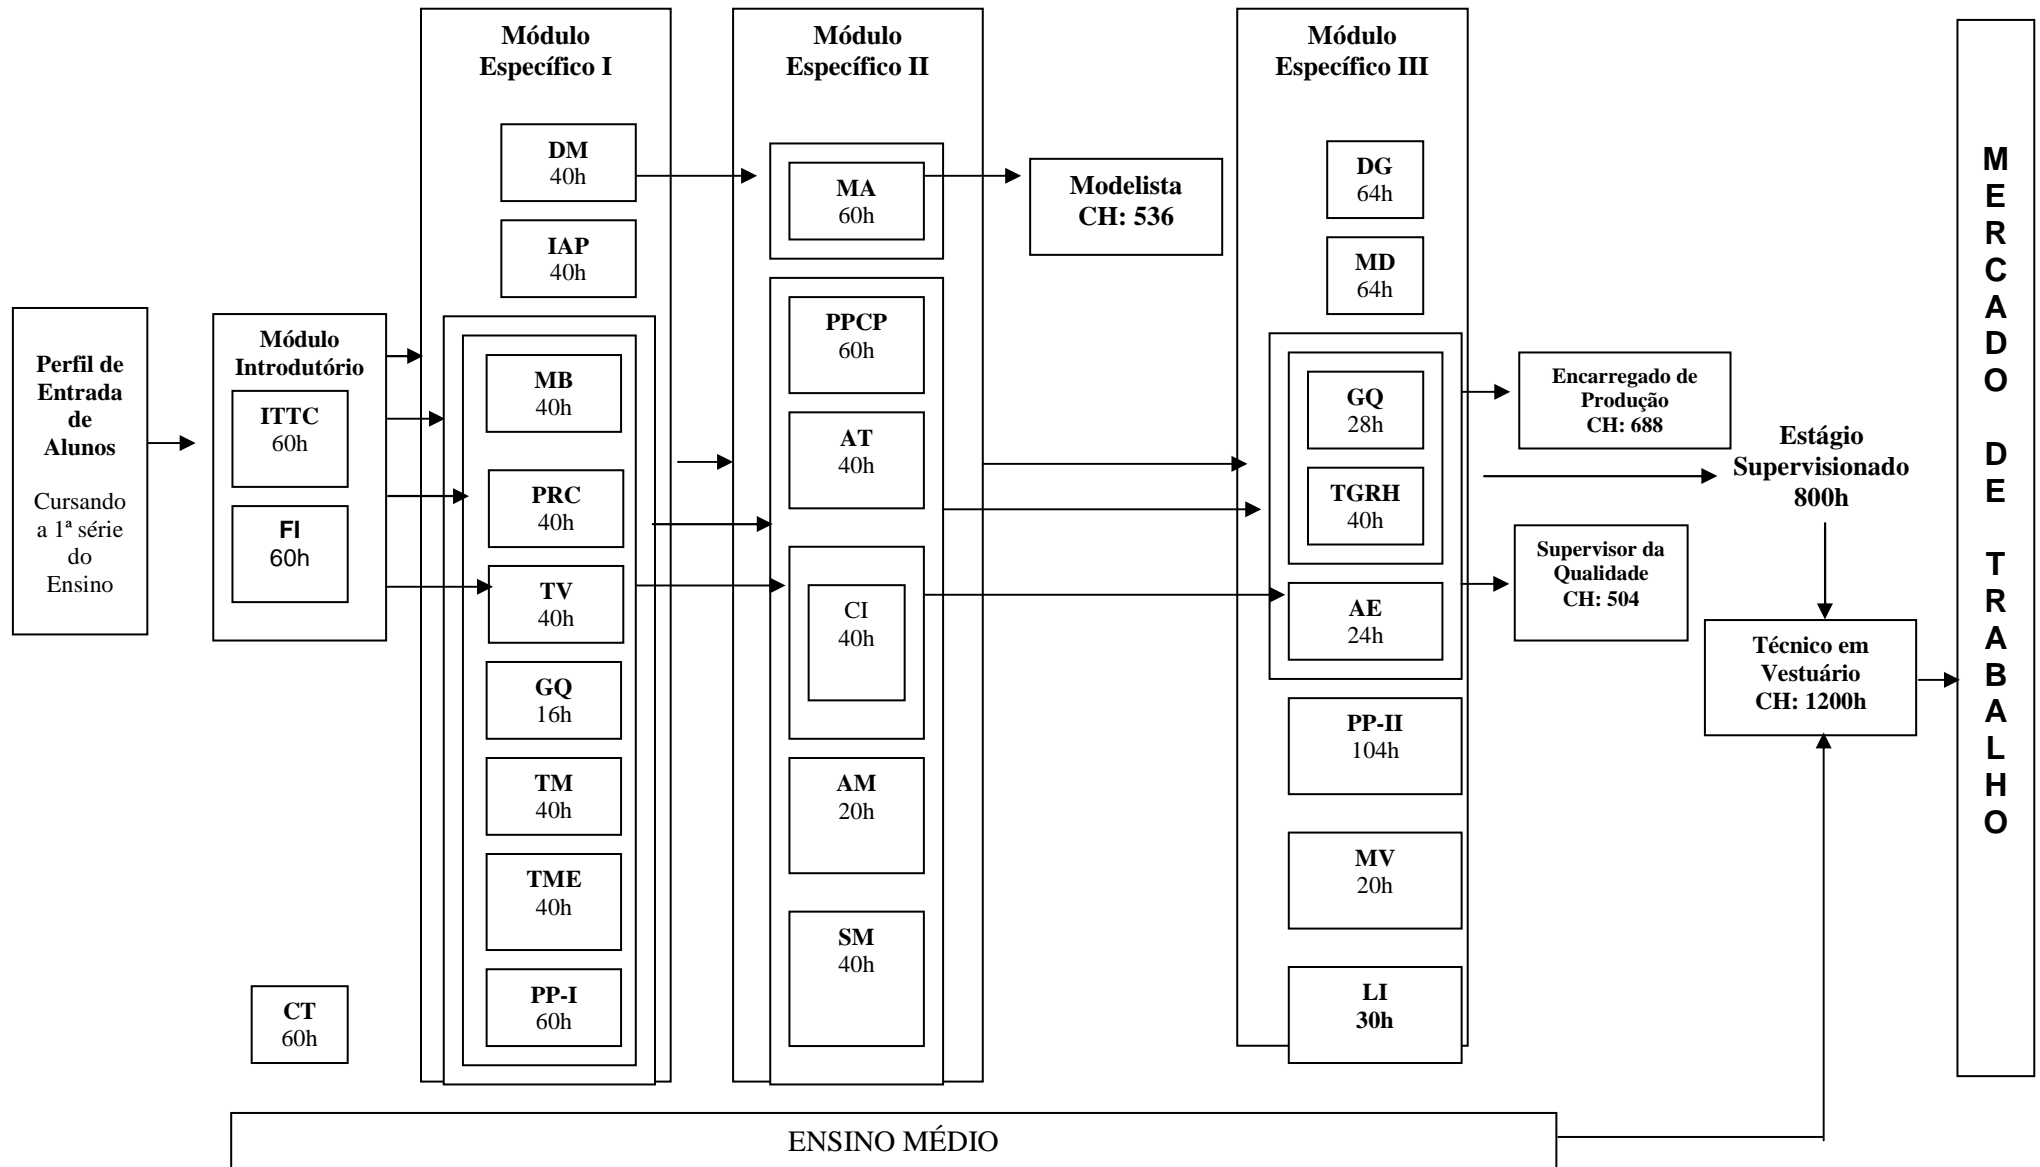 Perfil de
Entrada
de
Alunos
Cursando
a 1ª série
do
Ensino
Módulo
Introdutório
ITTC
60h
FI
60h
CT
60h
Módulo
Específico I
DM
40h
IAP
40h
MB
40h
PRC
40h
TV
40h
GQ
16h
TM
40h
TME
40h
PP-I
60h
Módulo
Específico II
MA
60h
PPCP
60h
AT
40h
CI
40h
AM
20h
SM
40h
Modelista
CH: 536
Módulo
Específico III
DG
64h
MD
64h
GQ
28h
TGRH
40h
AE
24h
PP-II
104h
MV
20h
LI
30h
Encarregado de
Produção
CH: 688
Supervisor da
Qualidade
CH: 504
Estágio
Supervisionado
800h
Técnico em
Vestuário
CH: 1200h
M
E
R
C
A
D
O
D
E
T
R
A
B
A
L
H
O
ENSINO MÉDIO